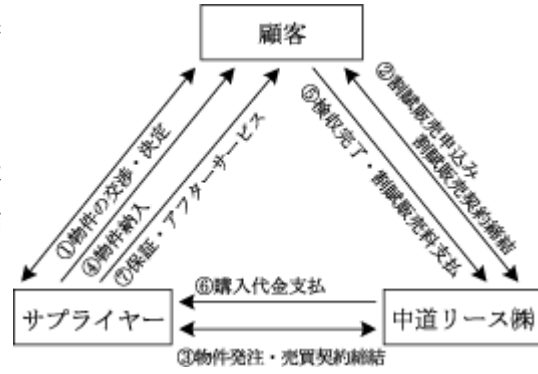 顧客
①物件の交渉・決定
④物件納入
⑦保証・アフターサービス
②割賦販売申込み
割賦販売契約締結
⑤検収完了・割賦販売料支払
サプライヤー
⑥購入代金支払
中道リース㈱
③物件発注・売買契約締結